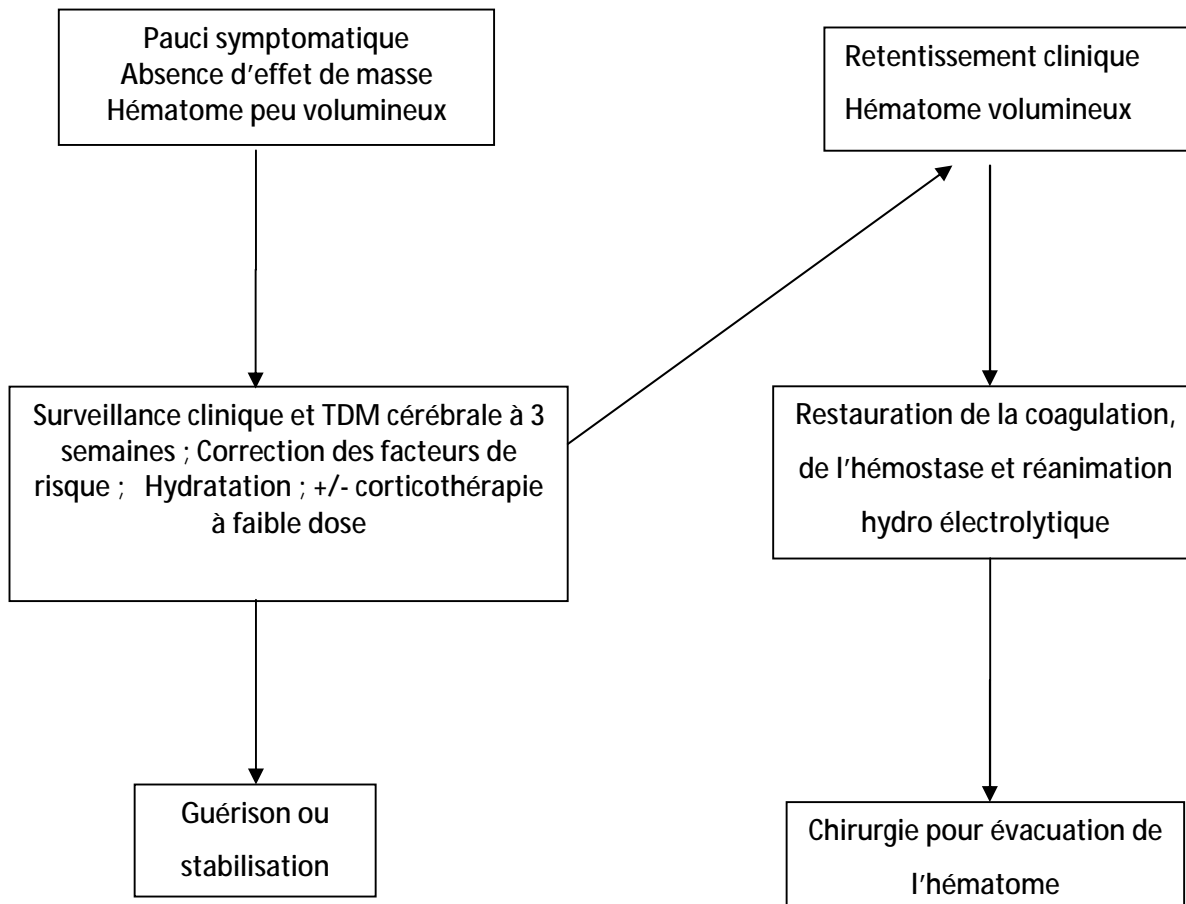 Pauci symptomatique
Absence d'effet de masse
Hématome peu volumineux
Retentissement clinique
Hématome volumineux
Surveillance clinique et TDM cérébrale à 3
semaines ; Correction des facteurs de
risque ; Hydratation ; +/- corticothérapie
à faible dose
Restauration de la coagulation,
de l'hémostase et réanimation
hydro électrolytique
Guérison ou
stabilisation
Chirurgie pour évacuation de
l'hématome